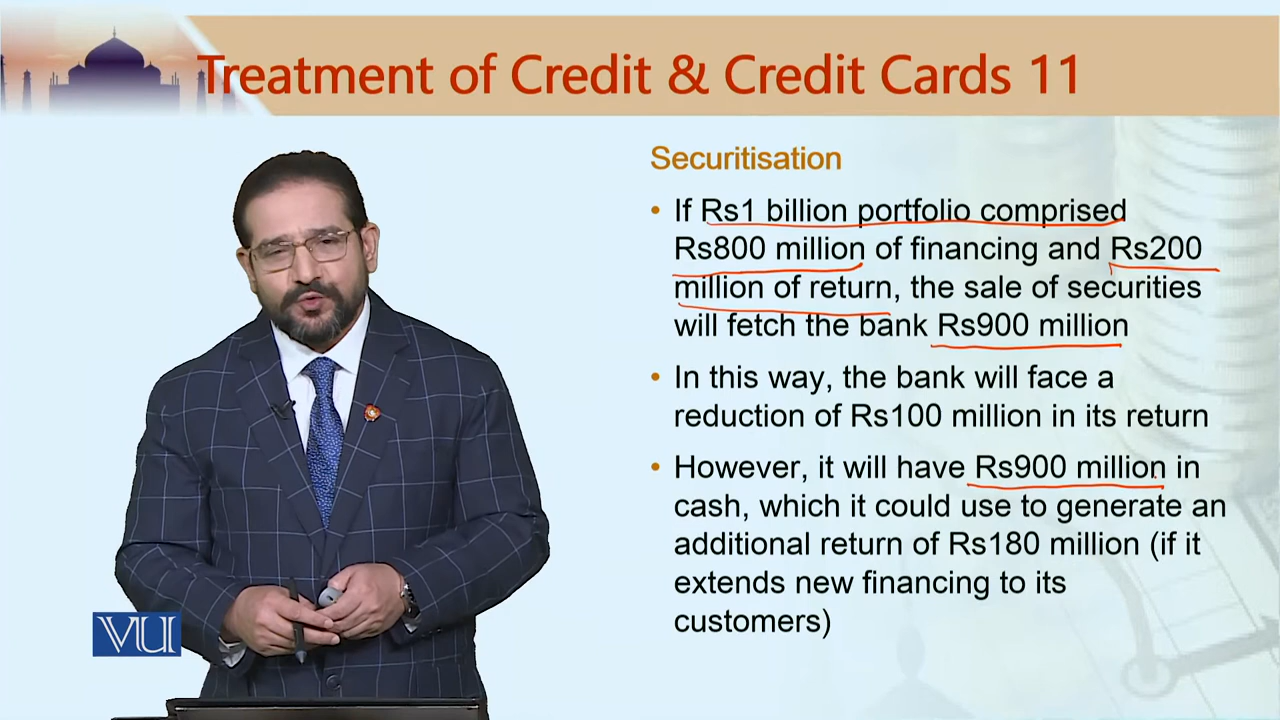 Treatment of Credit & Credit Cards 11
Securitisation
• If Rs1 billion portfolio comprised
Rs800 million of financing and Rs200
million of return, the sale of securities
will fetch the bank Rs900 million
• In this way, the bank will face a
reduction of Rs100 million in its return
• However, it will have Rs900 million in
cash, which it could use to generate an
additional return of Rs180 million (if it
extends new financing to its
customers)
VU